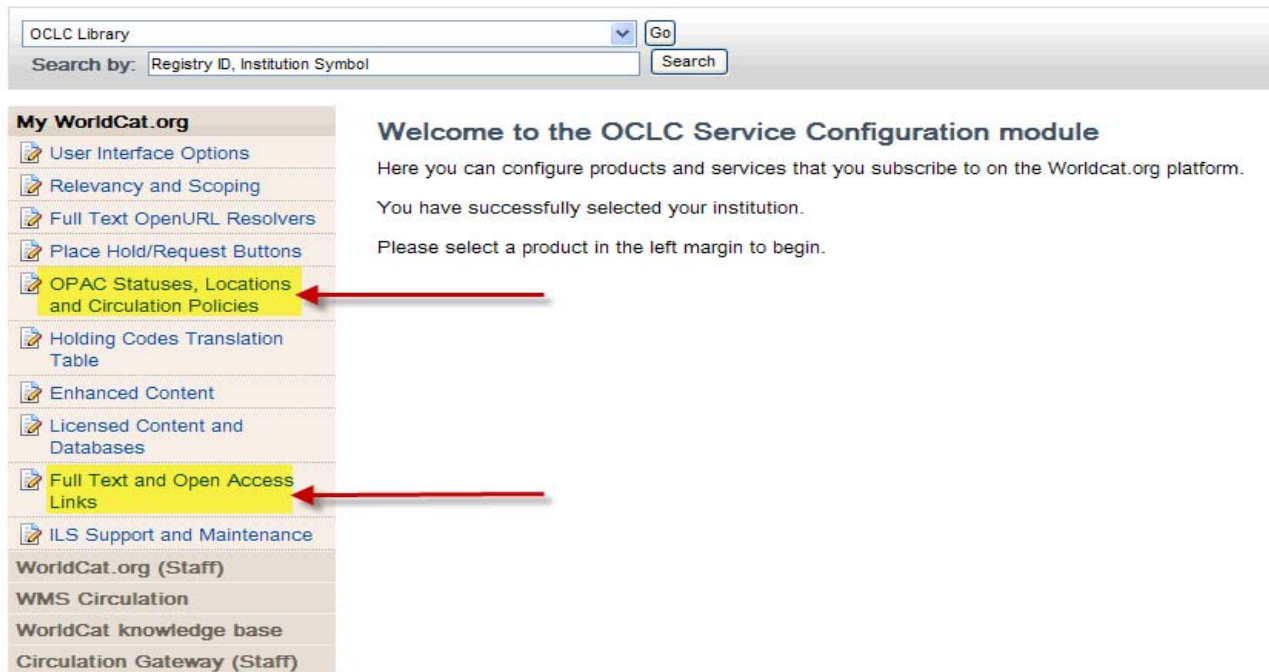 OCLC Library
Go
Search by: Registry ID, Institution Symbol
Search
My WorldCat.org
User Interface Options
Relevancy and Scoping
Full Text OpenURL Resolvers
Place Hold/Request Buttons
OPAC Statuses, Locations
and Circulation Policies
Holding Codes Translation
Table
Enhanced Content
Licensed Content and
Databases
Full Text and Open Access
Links
ILS Support and Maintenance
WorldCat.org (Staff)
WMS Circulation
WorldCat knowledge base
Circulation Gateway (Staff)
Welcome to the OCLC Service Configuration module
Here you can configure products and services that you subscribe to on the Worldcat.org platform.
You have successfully selected your institution.
Please select a product in the left margin to begin.